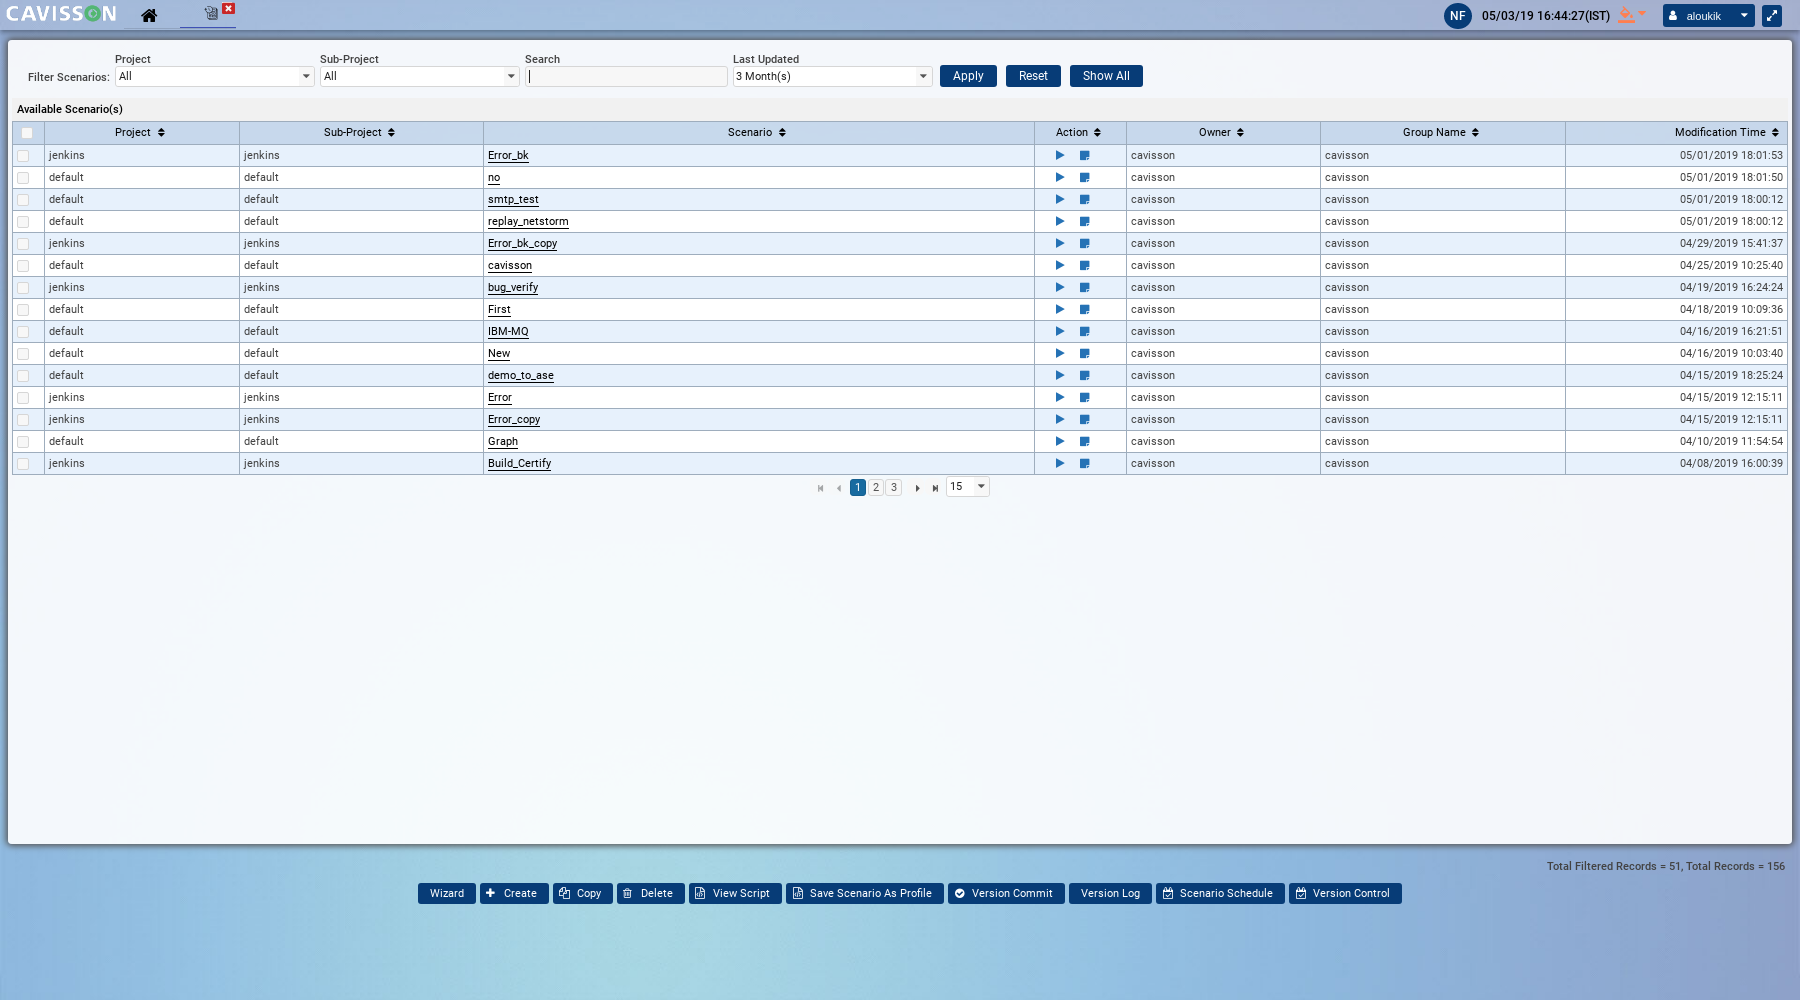 CAVISSON
NF 05/03/19 16:44:27(IST) aloukik
Project Sub-Project Search Last Updated
Filter Scenarios: All All 3 Month(s) Apply Reset Show All
Available Scenario(s)
Project Sub-Project Scenario Action Owner Group Name Modification Time
jenkins jenkins Error_bk cavisson cavisson 05/01/2019 18:01:53
default default no cavisson cavisson 05/01/2019 18:01:50
default default smtp_test cavisson cavisson 05/01/2019 18:00:12
default default replay_netstorm cavisson cavisson 05/01/2019 18:00:12
jenkins jenkins Error_bk_copy cavisson cavisson 04/29/2019 15:41:37
default default cavisson cavisson cavisson 04/25/2019 10:25:40
jenkins jenkins bug_verify cavisson cavisson 04/19/2019 16:24:24
default default First cavisson cavisson 04/18/2019 10:09:36
default default IBM-MQ cavisson cavisson 04/16/2019 16:21:51
default default New cavisson cavisson 04/16/2019 10:03:40
default default demo_to_ase cavisson cavisson 04/15/2019 18:25:24
jenkins jenkins Error cavisson cavisson 04/15/2019 12:15:11
jenkins jenkins Error_copy cavisson cavisson 04/15/2019 12:15:11
default default Graph cavisson cavisson 04/10/2019 11:54:54
jenkins jenkins Build_Certify cavisson cavisson 04/08/2019 16:00:39
1 2 3 15
Total Filtered Records = 51, Total Records = 156
Wizard Create Copy Delete View Script Save Scenario As Profile Version Commit Version Log Scenario Schedule Version Control